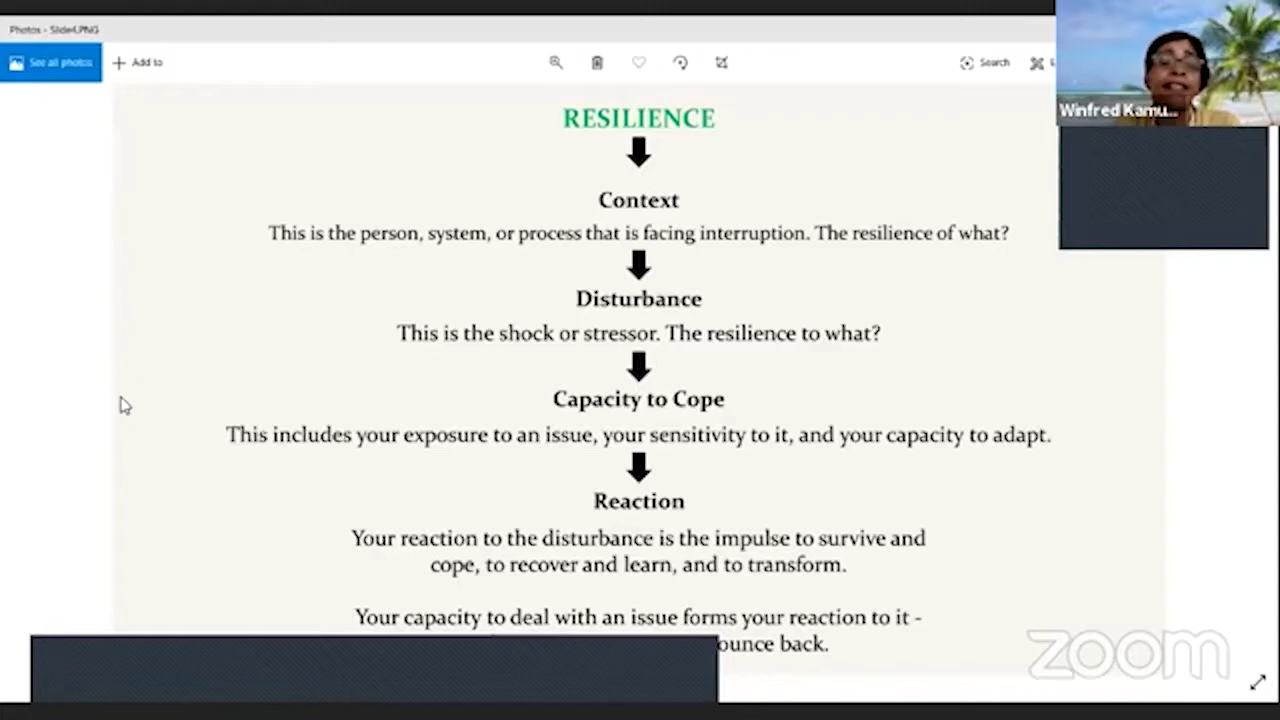 Photos - Slide4.PNG
See all photos
Add to
Search
Winfred Kamu...
RESILIENCE
Context
This is the person, system, or process that is facing interruption. The resilience of what?
Disturbance
This is the shock or stressor. The resilience to what?
Capacity to Cope
This includes your exposure to an issue, your sensitivity to it, and your capacity to adapt.
Reaction
Your reaction to the disturbance is the impulse to survive and
cope, to recover and learn, and to transform.
Your capacity to deal with an issue forms your reaction to it -
back.
zoom